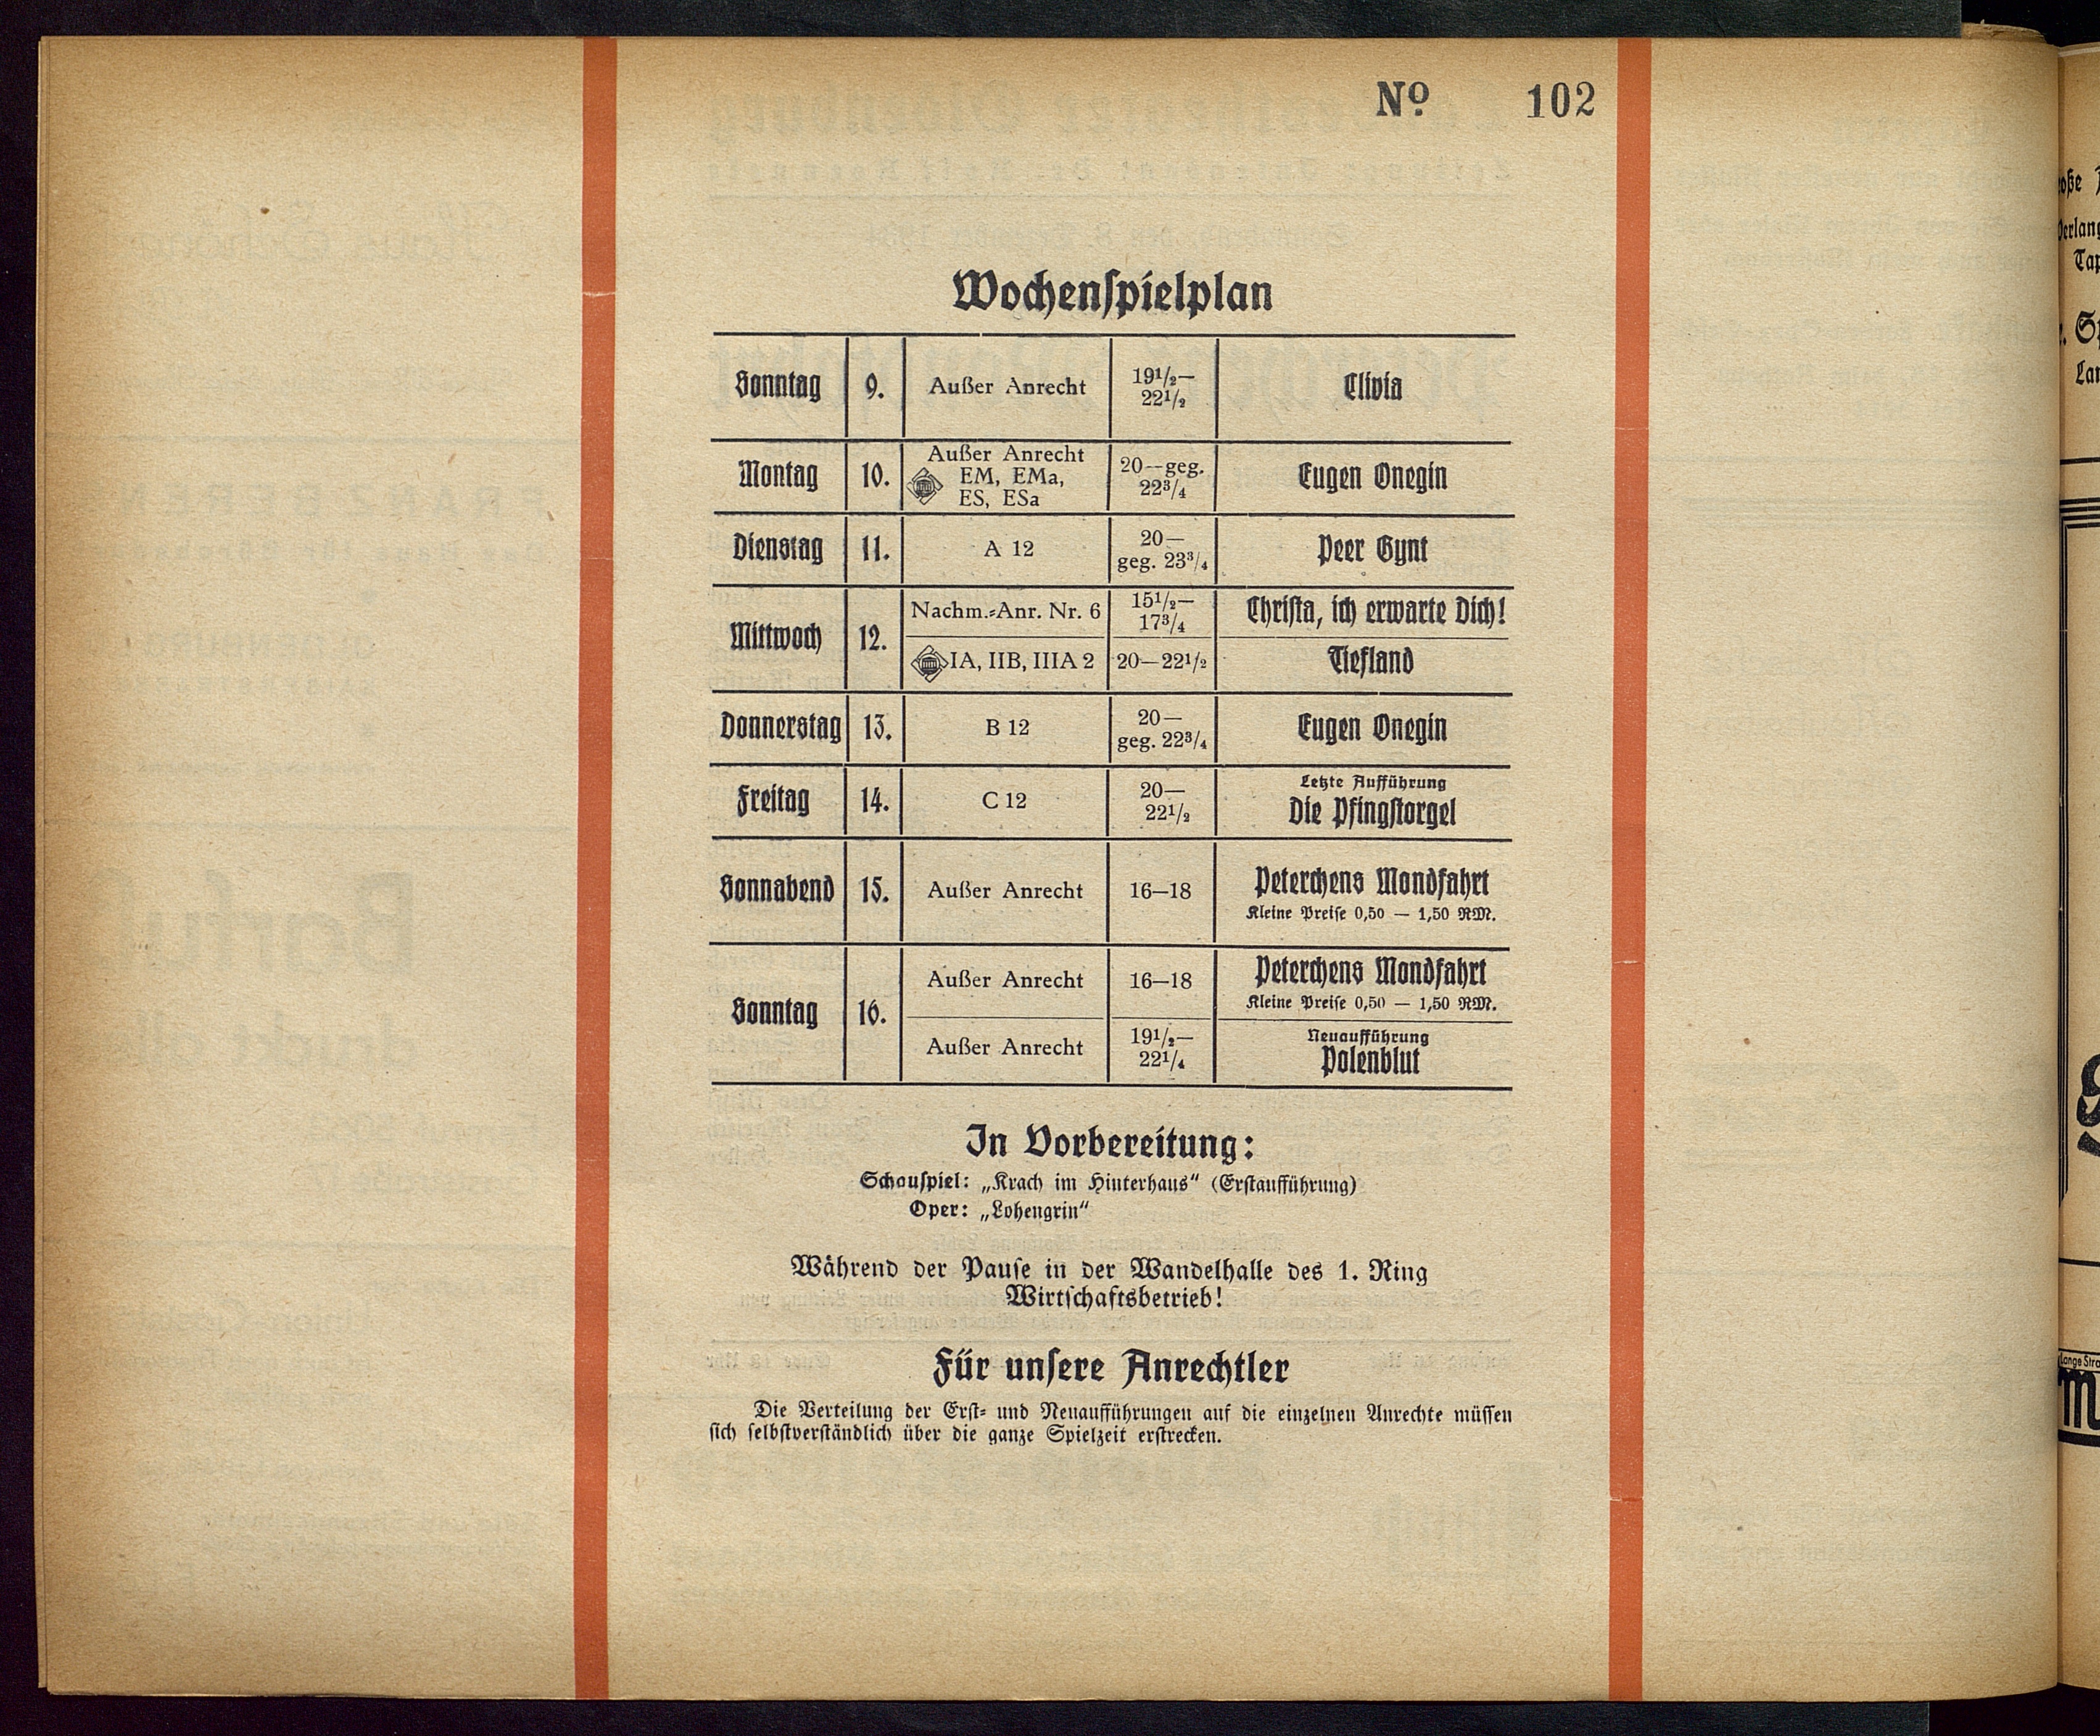 Nº 102
Wochenspielplan
Sonntag 9. Außer Anrecht 19½— 22½ Clivia
Montag 10. Außer Anrecht EM, EMa, ES, ESa 20—geg. 22¾ Eugen Onegin
Dienstag 11. A 12 20— geg. 23¾ Peer Gynt
Mittwoch 12. Nachm.-Anr. Nr. 6 15½— 17¾ Christa, ich erwarte Dich!
IA, IIB, IIIA 2 20—22½ Tiefland
Donnerstag 13. B 12 20— geg. 22¾ Eugen Onegin
Freitag 14. C 12 20— 22½ Letzte Aufführung Die Pfingstorgel
Sonnabend 15. Außer Anrecht 16—18 Peterchens Mondfahrt
Kleine Preise 0,50 — 1,50 RM.
Sonntag 16. Außer Anrecht 16—18 Peterchens Mondfahrt
Kleine Preise 0,50 — 1,50 RM.
Außer Anrecht 19½— 22¼ Neuaufführung Polenblut
In Vorbereitung:
Schauspiel: „Krach im Hinterhaus“ (Erstaufführung)
Oper: „Lohengrin“
Während der Pause in der Wandelhalle des 1. Ring
Wirtschaftsbetrieb!
Für unsere Anrechtler
Die Verteilung der Erst- und Neuaufführungen auf die einzelnen Anrechte müssen
sich selbstverständlich über die ganze Spielzeit erstrecken.